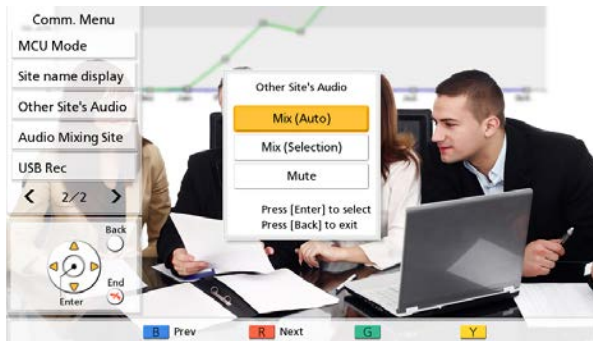 Comm. Menu
MCU Mode
Site name display
Other Site's Audio
Audio Mixing Site
USB Rec
2/2
Back
End
Enter
Other Site's Audio
Mix (Auto)
Mix (Selection)
Mute
Press [Enter] to select
Press [Back] to exit
B Prev R Next G Y